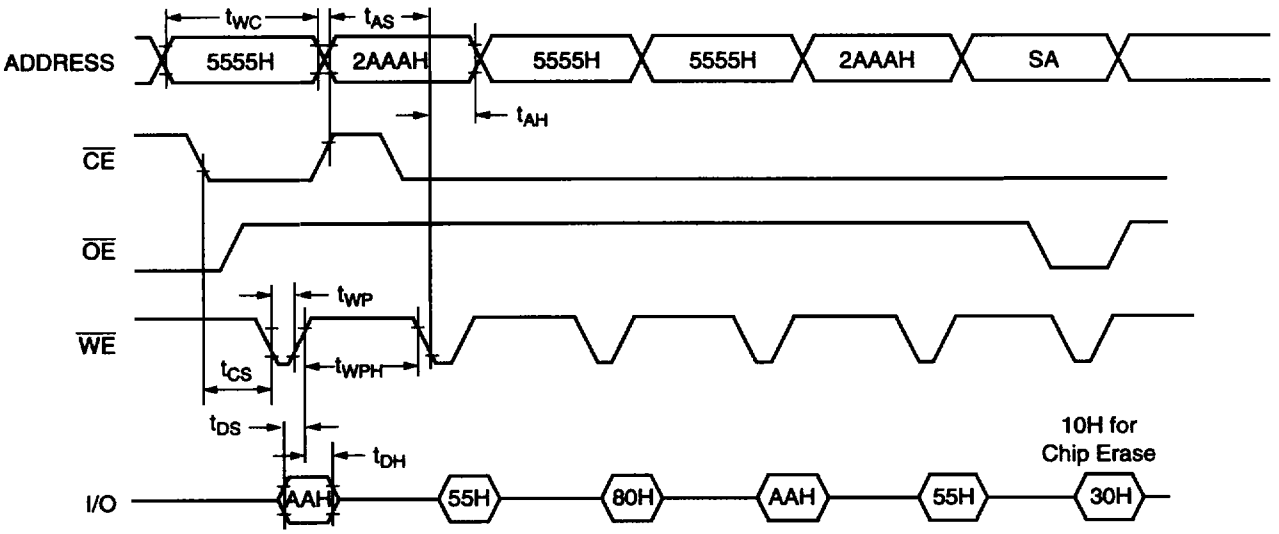 tWC
tAS
ADDRESS
5555H
2AAAH
5555H
5555H
2AAAH
SA
tAH
CE
OE
tWP
WE
tCS
tWPH
tDS
10H for
Chip Erase
tDH
I/O
AAH
55H
80H
AAH
55H
30H